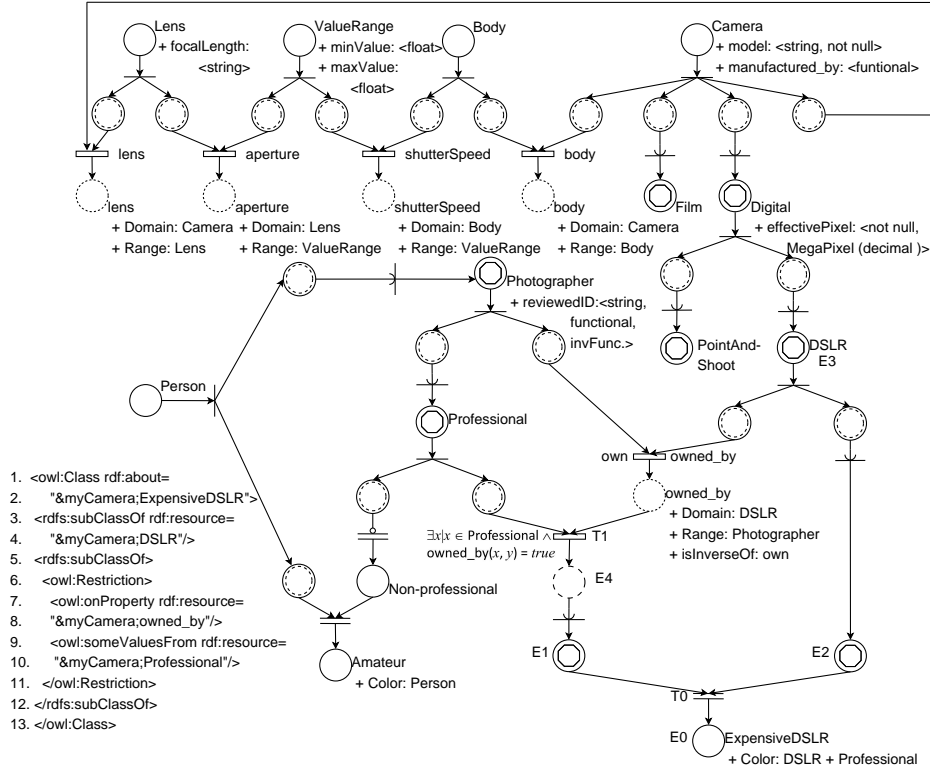 Lens
+ focalLength:
<string>
ValueRange
+ minValue: <float>
+ maxValue:
<float>
Body
Camera
+ model: <string, not null>
+ manufactured_by: <funtional>
lens
aperture
shutterSpeed
body
lens
+ Domain: Camera
+ Range: Lens
aperture
+ Domain: Lens
+ Range: ValueRange
shutterSpeed
+ Domain: Body
+ Range: ValueRange
body
+ Domain: Camera
+ Range: Body
Film
Digital
+ effectivePixel: <not null,
MegaPixel (decimal )>
Photographer
+ reviewedID:<string,
functional,
invFunc.>
PointAnd-
Shoot
DSLR
E3
Person
Professional
own
owned_by
owned_by
+ Domain: DSLR
+ Range: Photographer
+ isInverseOf: own
∃x|x ∈ Professional ∧
owned_by(x, y) = true
T1
E4
Non-professional
Amateur
+ Color: Person
E1
E2
T0
E0
ExpensiveDSLR
+ Color: DSLR + Professional
1. <owl:Class rdf:about=
2. "&myCamera;ExpensiveDSLR">
3. <rdfs:subClassOf rdf:resource=
4. "&myCamera;DSLR"/>
5. <rdfs:subClassOf>
6. <owl:Restriction>
7. <owl:onProperty rdf:resource=
8. "&myCamera;owned_by"/>
9. <owl:someValuesFrom rdf:resource=
10. "&myCamera;Professional"/>
11. </owl:Restriction>
12. </rdfs:subClassOf>
13. </owl:Class>